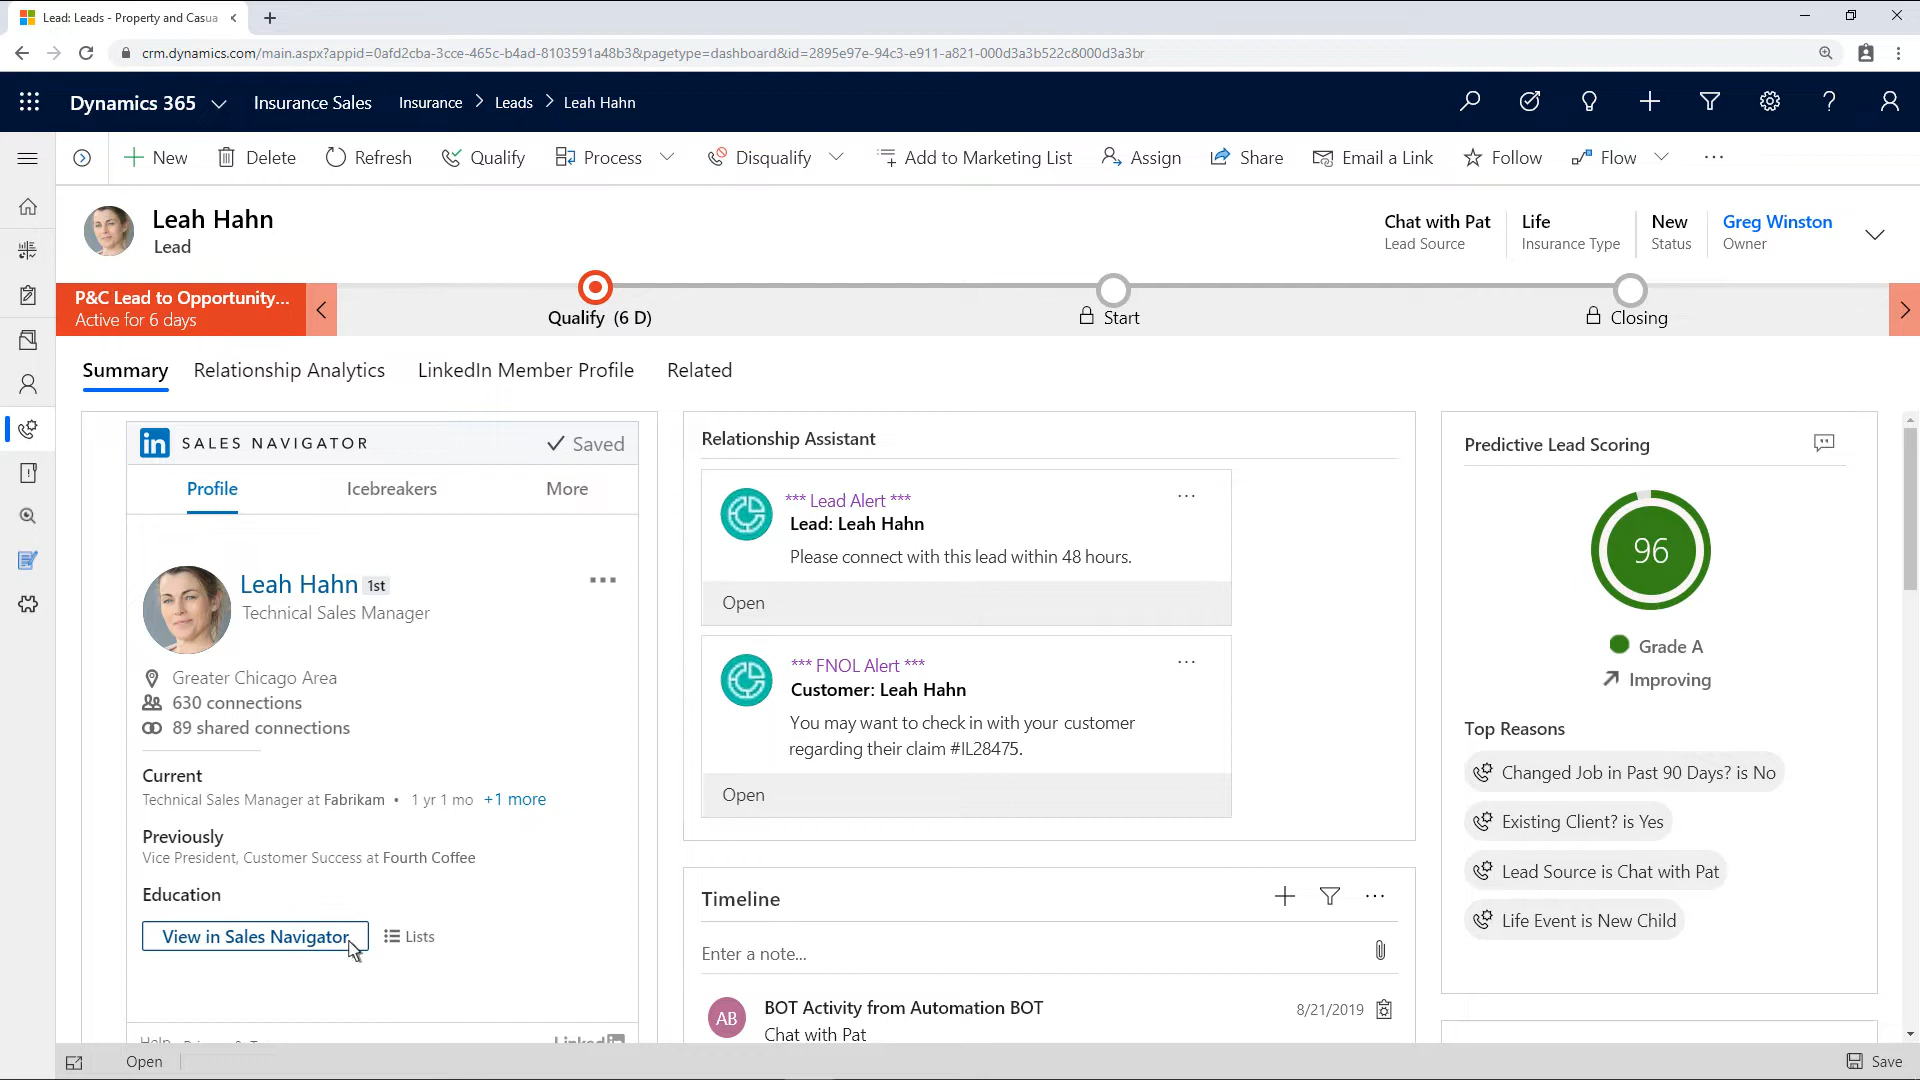 Lead: Leads - Property and Casua
crm.dynamics.com/main.aspx?appid=0afd2cba-3cce-465c-b4ad-8103591a48b3&pagetype=dashboard&id=2895e97e-94c3-e911-a821-000d3a3b522c8000d3a3br
Dynamics 365 Insurance Sales Insurance > Leads > Leah Hahn
New Delete Refresh Qualify Process Disqualify Add to Marketing List Assign Share Email a Link Follow Flow ...
Leah Hahn
Lead
Chat with Pat Life New Greg Winston
Lead Source Insurance Type Status Owner
P&C Lead to Opportunity...
Active for 6 days
Qualify (6 D) Start Closing
Summary Relationship Analytics LinkedIn Member Profile Related
in SALES NAVIGATOR Saved
Profile Icebreakers More
Leah Hahn 1st
Technical Sales Manager
Greater Chicago Area
630 connections
89 shared connections
Current
Technical Sales Manager at Fabrikam • 1 yr 1 mo +1 more
Previously
Vice President, Customer Success at Fourth Coffee
Education
View in Sales Navigator Lists
Relationship Assistant
*** Lead Alert ***
Lead: Leah Hahn
Please connect with this lead within 48 hours.
Open
*** FNOL Alert ***
Customer: Leah Hahn
You may want to check in with your customer
regarding their claim #IL28475.
Open
Timeline
Enter a note...
AB BOT Activity from Automation BOT 8/21/2019
Chat with Pat
Predictive Lead Scoring
96
Grade A
Improving
Top Reasons
Changed Job in Past 90 Days? is No
Existing Client? is Yes
Lead Source is Chat with Pat
Life Event is New Child
Open Save